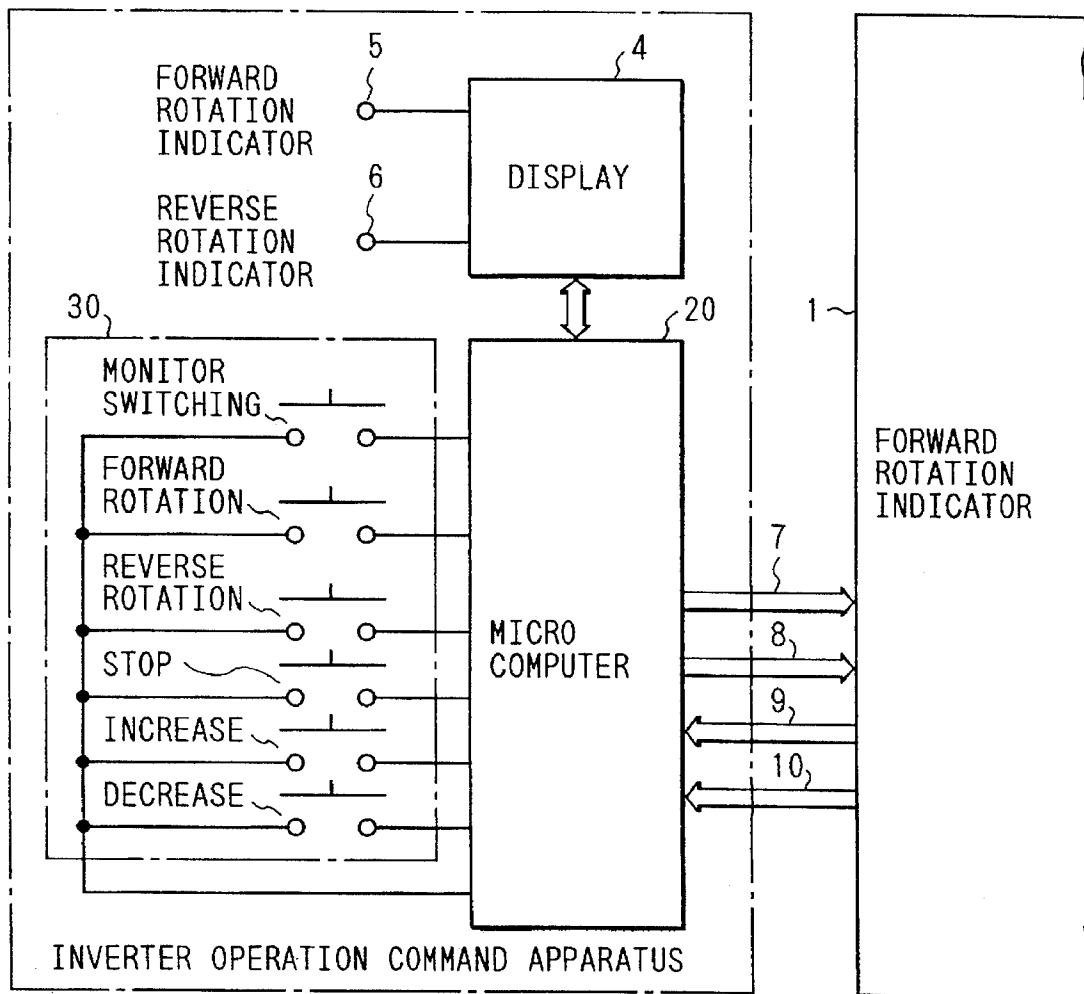 5
4
FORWARD
ROTATION
INDICATOR
DISPLAY
6
REVERSE
ROTATION
INDICATOR
30
20
1
MONITOR
SWITCHING
FORWARD
ROTATION
REVERSE
ROTATION
STOP
INCREASE
DECREASE
MICRO
COMPUTER
FORWARD
ROTATION
INDICATOR
7
8
9
10
INVERTER OPERATION COMMAND APPARATUS